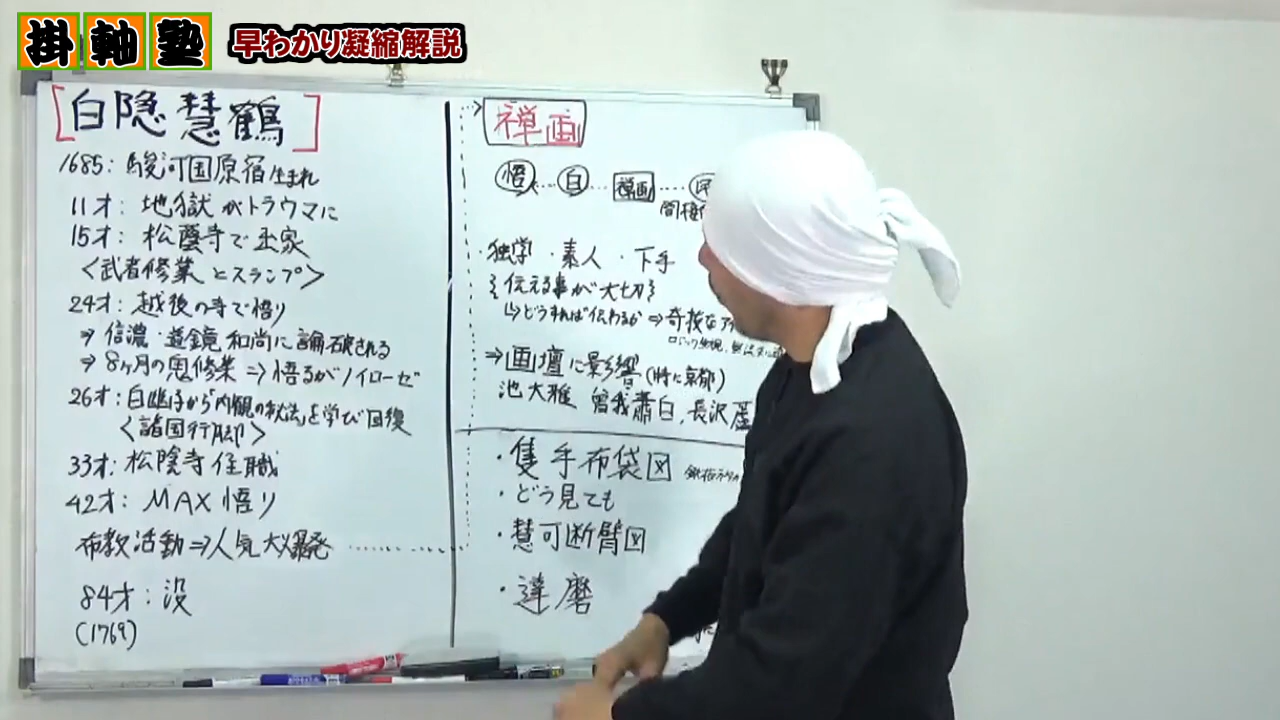 掛軸塾
早わかり凝縮解説
[白隠慧鶴]
1685：駿河国原宿生まれ
11才：地獄がトラウマに
15才：松蔭寺で出家
〈武者修業とスランプ〉
24才：越後の寺で悟り
⇒信濃・道鏡和尚に論破される
⇒8ヶ月の鬼修業⇒悟るがノイローゼ
26才：白幽子から「内観の秘法」を学び回復
〈諸国行脚〉
33才：松陰寺住職
42才：MAX悟り
布教活動⇒人気大爆発
84才：没
(1769)
禅画
悟 白 禅画
間接
・独学・素人・下手
伝える事が大切
↳どうすれば伝わるか⇒奇抜なアイ
⇒画壇に影響(特に京都)
池大雅 曾我蕭白、長沢蘆
・隻手布袋図
・どう見ても
・慧可断臂図
・達磨